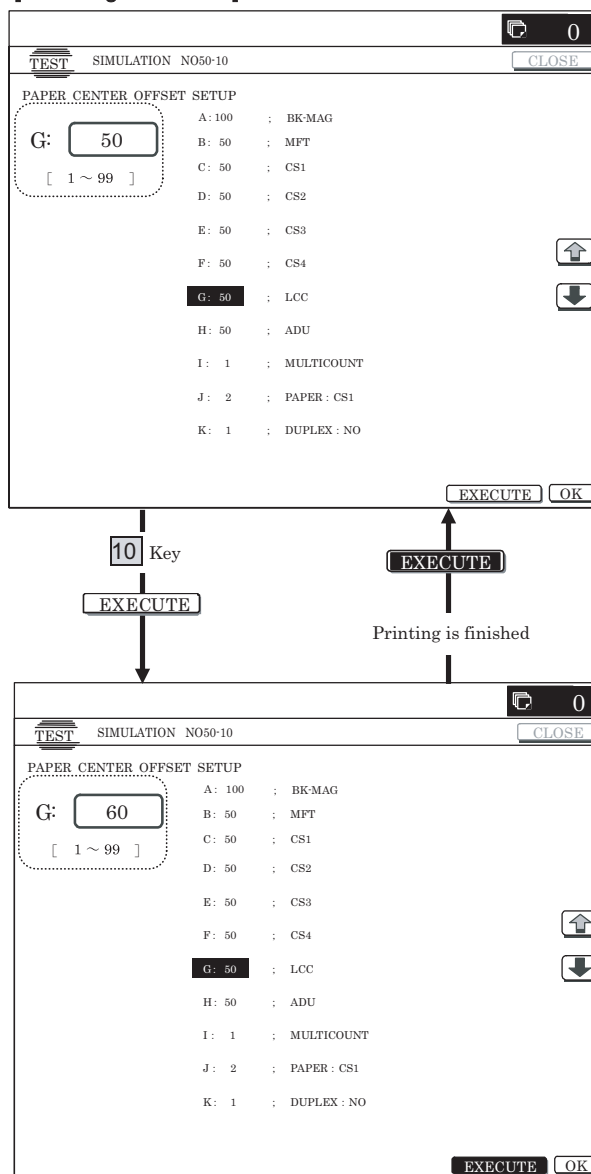 0
TEST SIMULATION NO50-10 CLOSE
PAPER CENTER OFFSET SETUP
G: 50
[ 1 ~ 99 ]
A: 100 ; BK-MAG
B: 50 ; MFT
C: 50 ; CS1
D: 50 ; CS2
E: 50 ; CS3
F: 50 ; CS4
G: 50 ; LCC
H: 50 ; ADU
I: 1 ; MULTICOUNT
J: 2 ; PAPER : CS1
K: 1 ; DUPLEX : NO
EXECUTE OK
10 Key
EXECUTE
EXECUTE
Printing is finished
0
TEST SIMULATION NO50-10 CLOSE
PAPER CENTER OFFSET SETUP
G: 60
[ 1 ~ 99 ]
A: 100 ; BK-MAG
B: 50 ; MFT
C: 50 ; CS1
D: 50 ; CS2
E: 50 ; CS3
F: 50 ; CS4
G: 50 ; LCC
H: 50 ; ADU
I: 1 ; MULTICOUNT
J: 2 ; PAPER : CS1
K: 1 ; DUPLEX : NO
EXECUTE OK